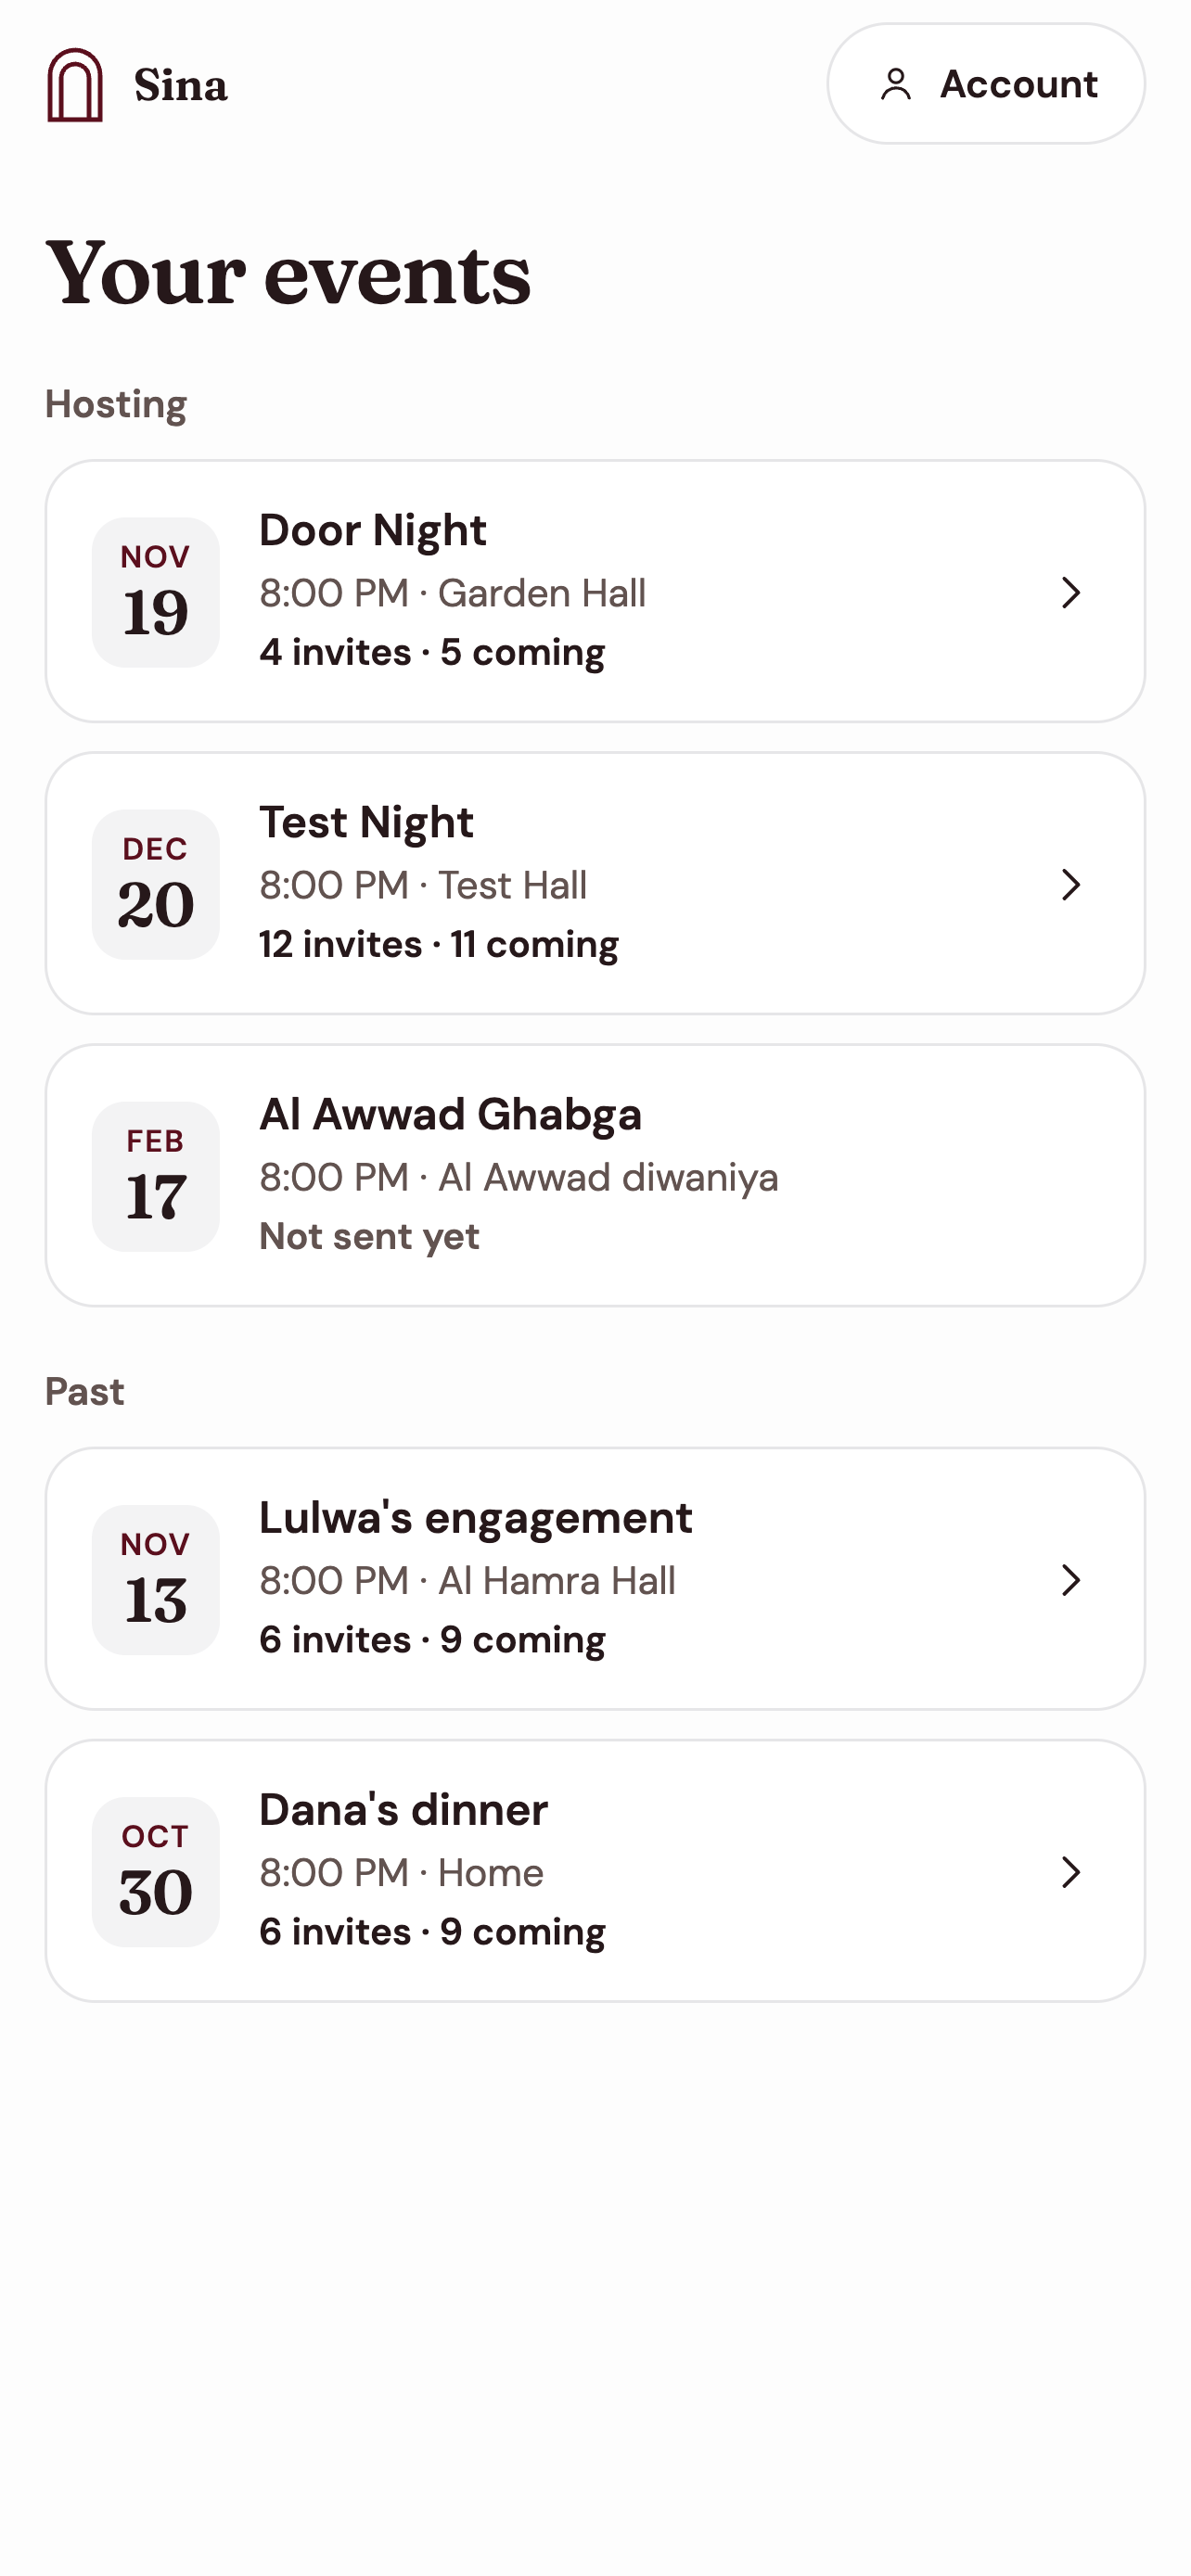 Sina
Account
Your events
Hosting
NOV
19
Door Night
8:00 PM · Garden Hall
4 invites · 5 coming
DEC
20
Test Night
8:00 PM · Test Hall
12 invites · 11 coming
FEB
17
Al Awwad Ghabga
8:00 PM · Al Awwad diwaniya
Not sent yet
Past
NOV
13
Lulwa's engagement
8:00 PM · Al Hamra Hall
6 invites · 9 coming
OCT
30
Dana's dinner
8:00 PM · Home
6 invites · 9 coming